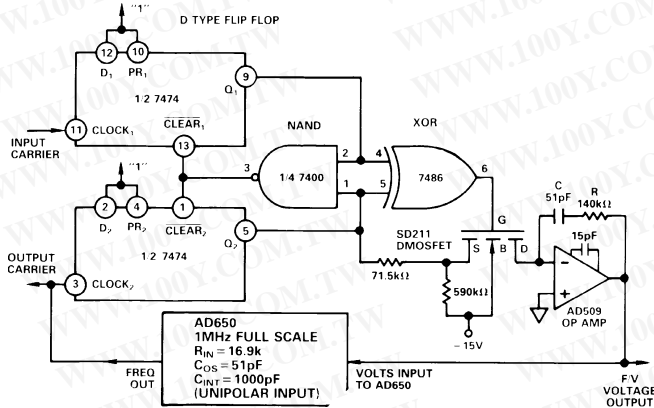 "1"
D TYPE FLIP FLOP
12
10
D1
PR1
Q1
9
1/2 7474
INPUT
CARRIER
11
CLOCK1
CLEAR1
13
NAND
XOR
3
2
1
1/4 7400
4
5
7486
6
"1"
2
4
1
D2
PR2
CLEAR2
Q2
5
1/2 7474
OUTPUT
CARRIER
3
CLOCK2
SD211
DMOSFET
G
S
B
D
71.5kΩ
590kΩ
-15V
C
51pF
R
140kΩ
15pF
AD509
OP AMP
AD650
1MHz FULL SCALE
RIN = 16.9k
COS = 51pF
CINT = 1000pF
(UNIPOLAR INPUT)
FREQ
OUT
VOLTS INPUT
TO AD650
F/V
VOLTAGE
OUTPUT
WWW.100Y.COM.TW